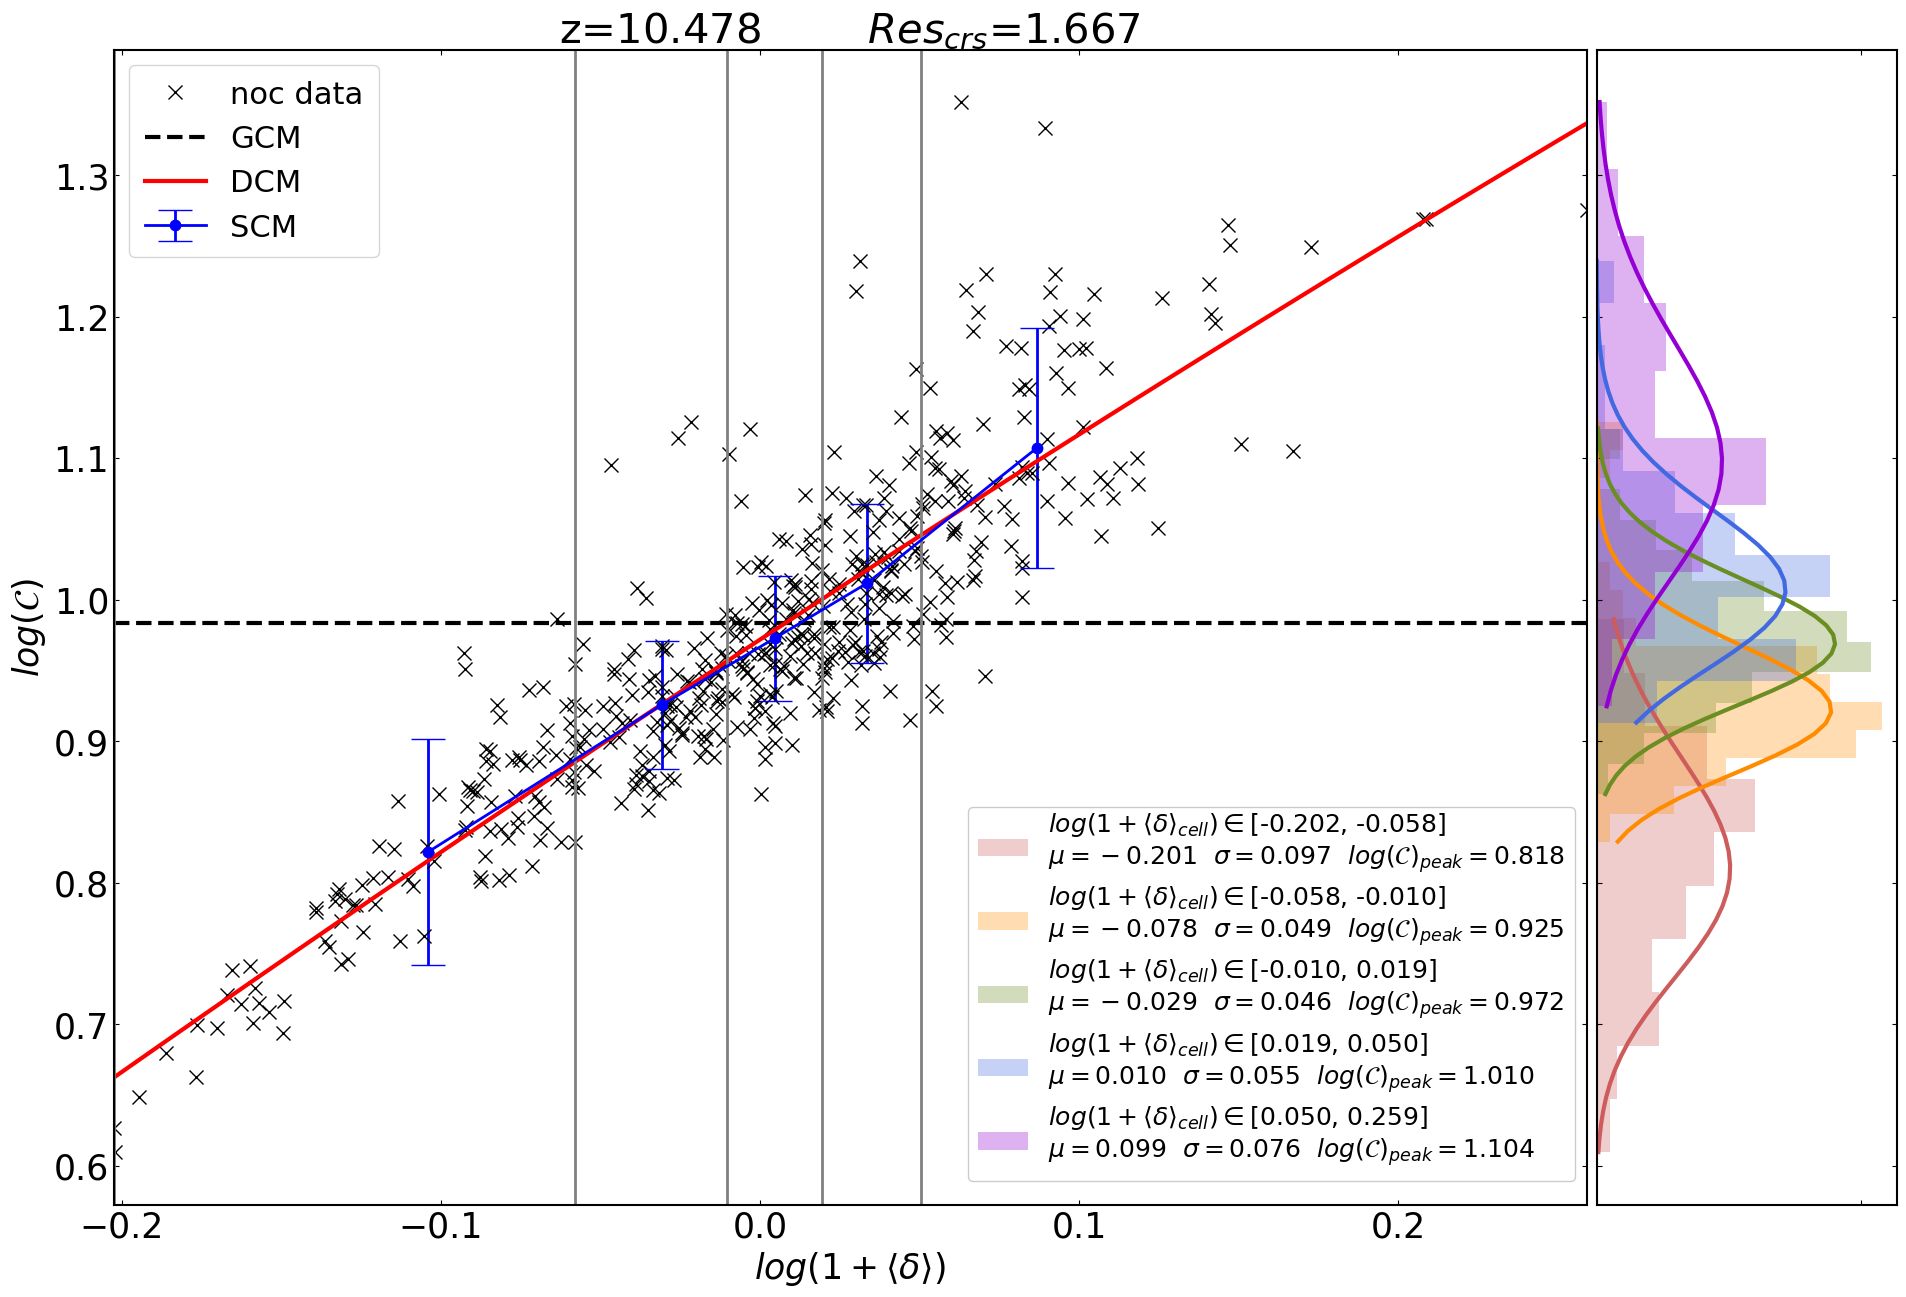 z=10.478 Res_crs=1.667
noc data
GCM
DCM
SCM
log(𝒞)
1.3
1.2
1.1
1.0
0.9
0.8
0.7
0.6
log(1 + ⟨δ⟩_cell) ∈ [-0.202, -0.058]
μ = −0.201 σ = 0.097 log(𝒞)_peak = 0.818
log(1 + ⟨δ⟩_cell) ∈ [-0.058, -0.010]
μ = −0.078 σ = 0.049 log(𝒞)_peak = 0.925
log(1 + ⟨δ⟩_cell) ∈ [-0.010, 0.019]
μ = −0.029 σ = 0.046 log(𝒞)_peak = 0.972
log(1 + ⟨δ⟩_cell) ∈ [0.019, 0.050]
μ = 0.010 σ = 0.055 log(𝒞)_peak = 1.010
log(1 + ⟨δ⟩_cell) ∈ [0.050, 0.259]
μ = 0.099 σ = 0.076 log(𝒞)_peak = 1.104
−0.2 −0.1 0.0 0.1 0.2
log(1 + ⟨δ⟩)